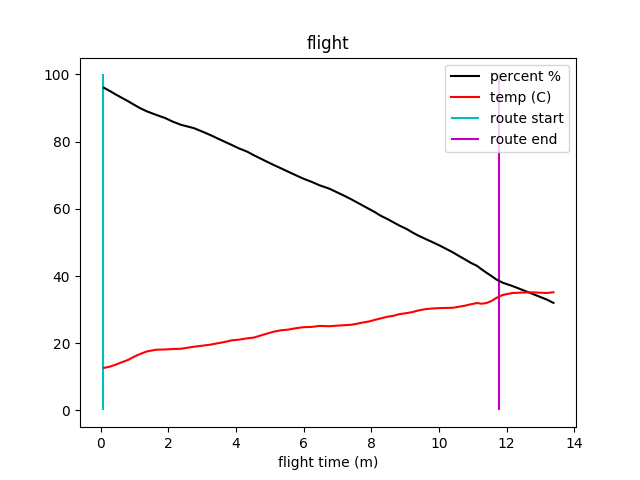 flight
percent %
temp (C)
route start
route end
100
80
60
40
20
0
0 2 4 6 8 10 12 14
flight time (m)